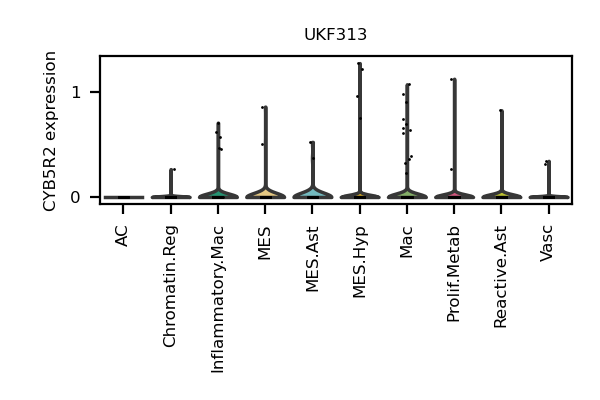 UKF313
CYB5R2 expression
1
0
AC
Chromatin.Reg
Inflammatory.Mac
MES
MES.Ast
MES.Hyp
Mac
Prolif.Metab
Reactive.Ast
Vasc